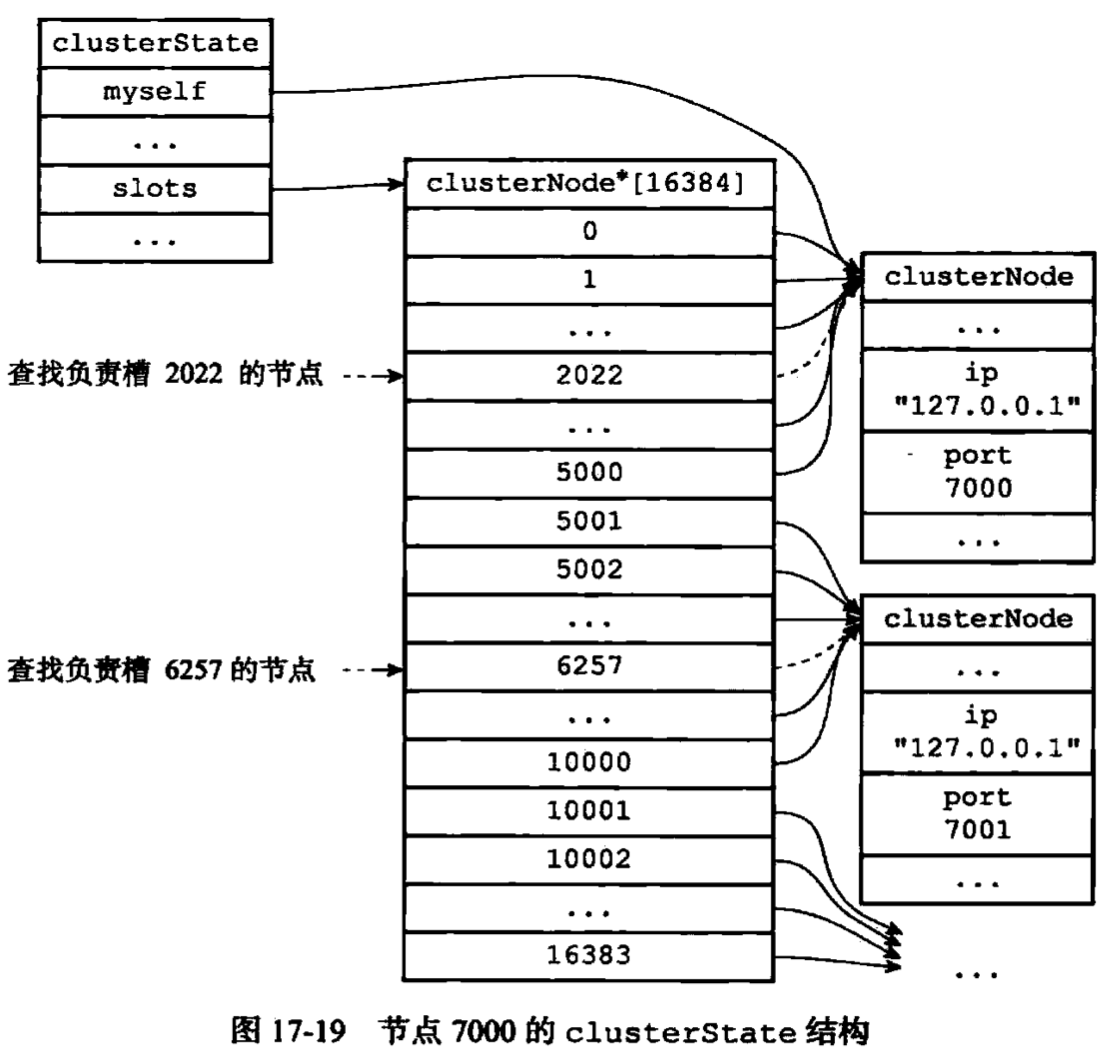 clusterState
myself
...
slots
...
clusterNode*[16384]
0
1
...
查找负责槽 2022 的节点
2022
...
5000
5001
5002
...
查找负责槽 6257 的节点
6257
...
10000
10001
10002
...
16383
clusterNode
...
ip
"127.0.0.1"
port
7000
...
clusterNode
...
ip
"127.0.0.1"
port
7001
...
...
图 17-19 节点 7000 的 clusterState 结构